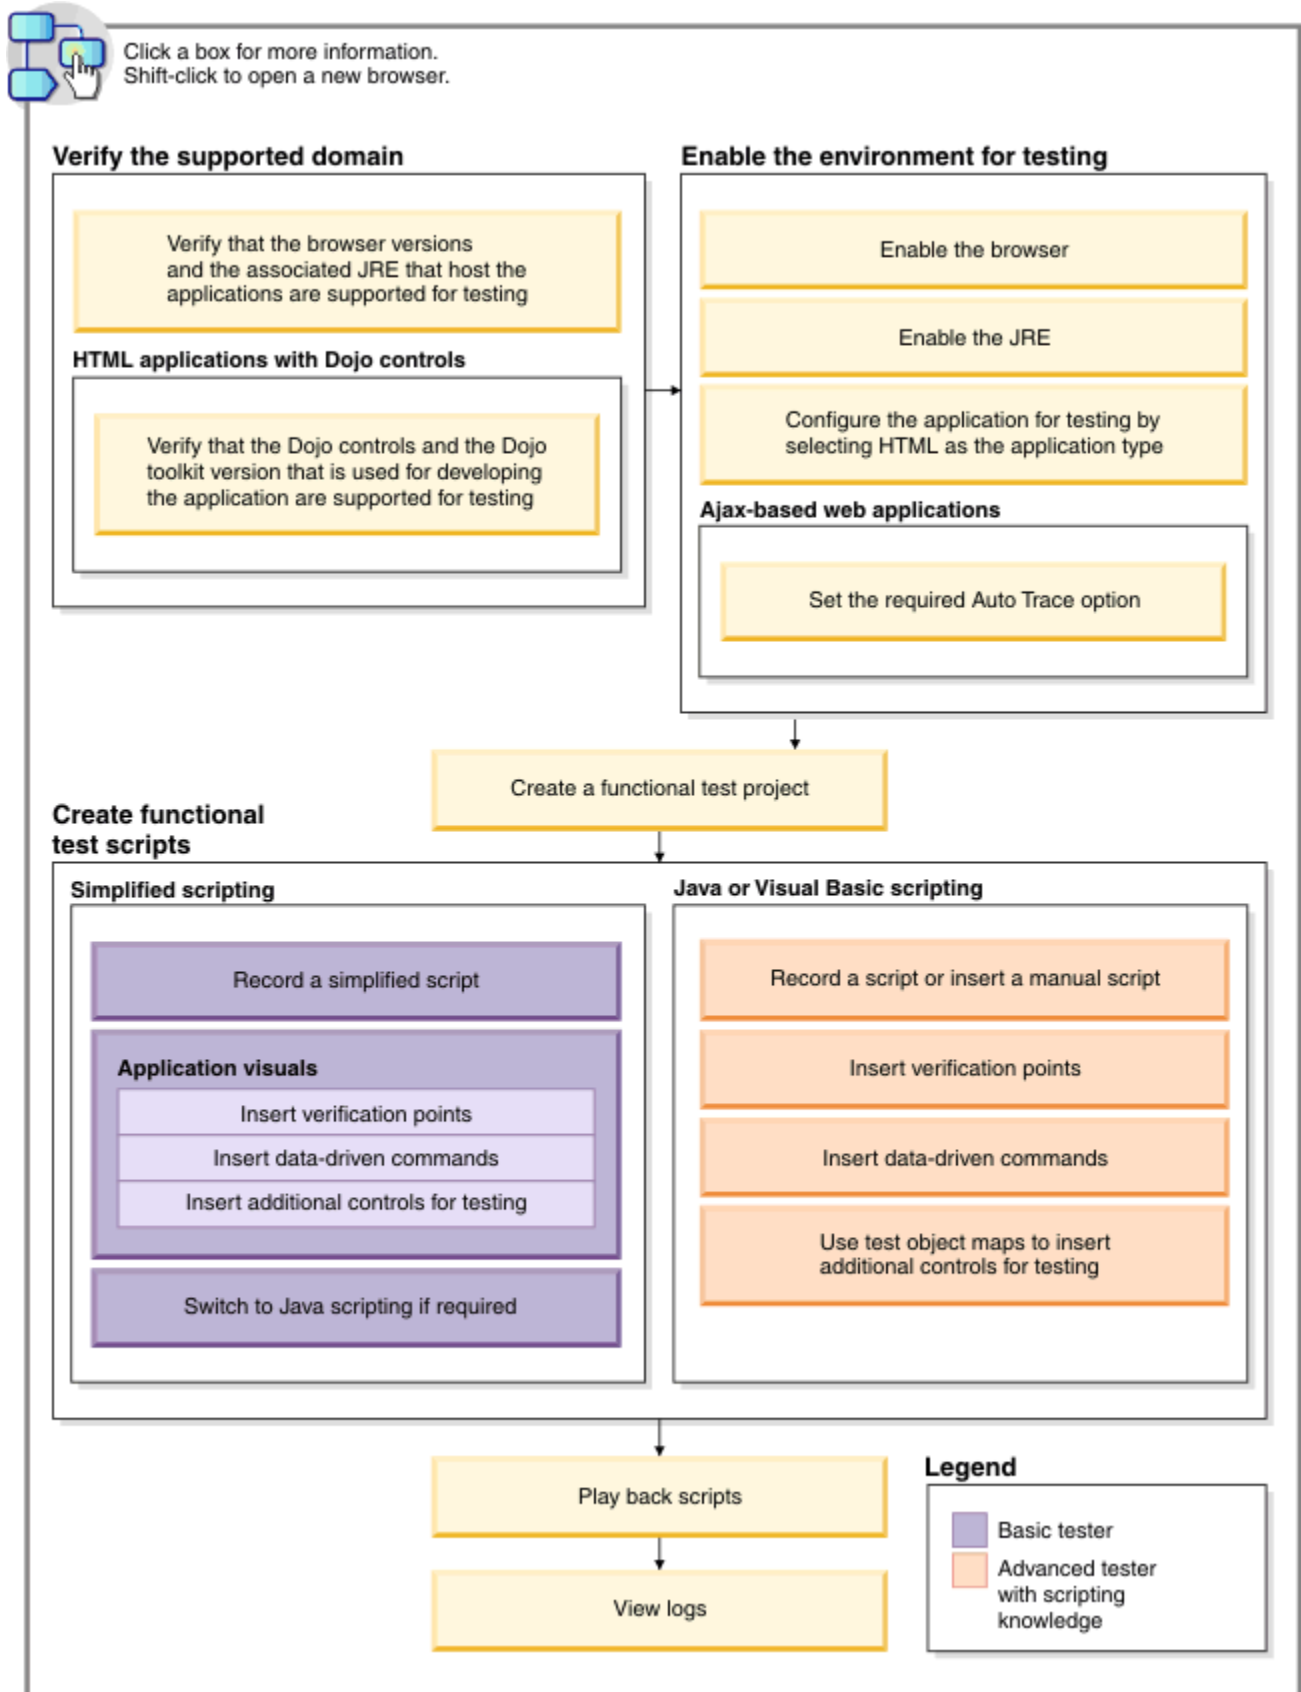 Click a box for more information.
Shift-click to open a new browser.
Verify the supported domain
Verify that the browser versions
and the associated JRE that host the
applications are supported for testing
HTML applications with Dojo controls
Verify that the Dojo controls and the Dojo
toolkit version that is used for developing
the application are supported for testing
Enable the environment for testing
Enable the browser
Enable the JRE
Configure the application for testing by
selecting HTML as the application type
Ajax-based web applications
Set the required Auto Trace option
Create a functional test project
Create functional
test scripts
Simplified scripting
Record a simplified script
Application visuals
Insert verification points
Insert data-driven commands
Insert additional controls for testing
Switch to Java scripting if required
Java or Visual Basic scripting
Record a script or insert a manual script
Insert verification points
Insert data-driven commands
Use test object maps to insert
additional controls for testing
Play back scripts
View logs
Legend
Basic tester
Advanced tester
with scripting
knowledge